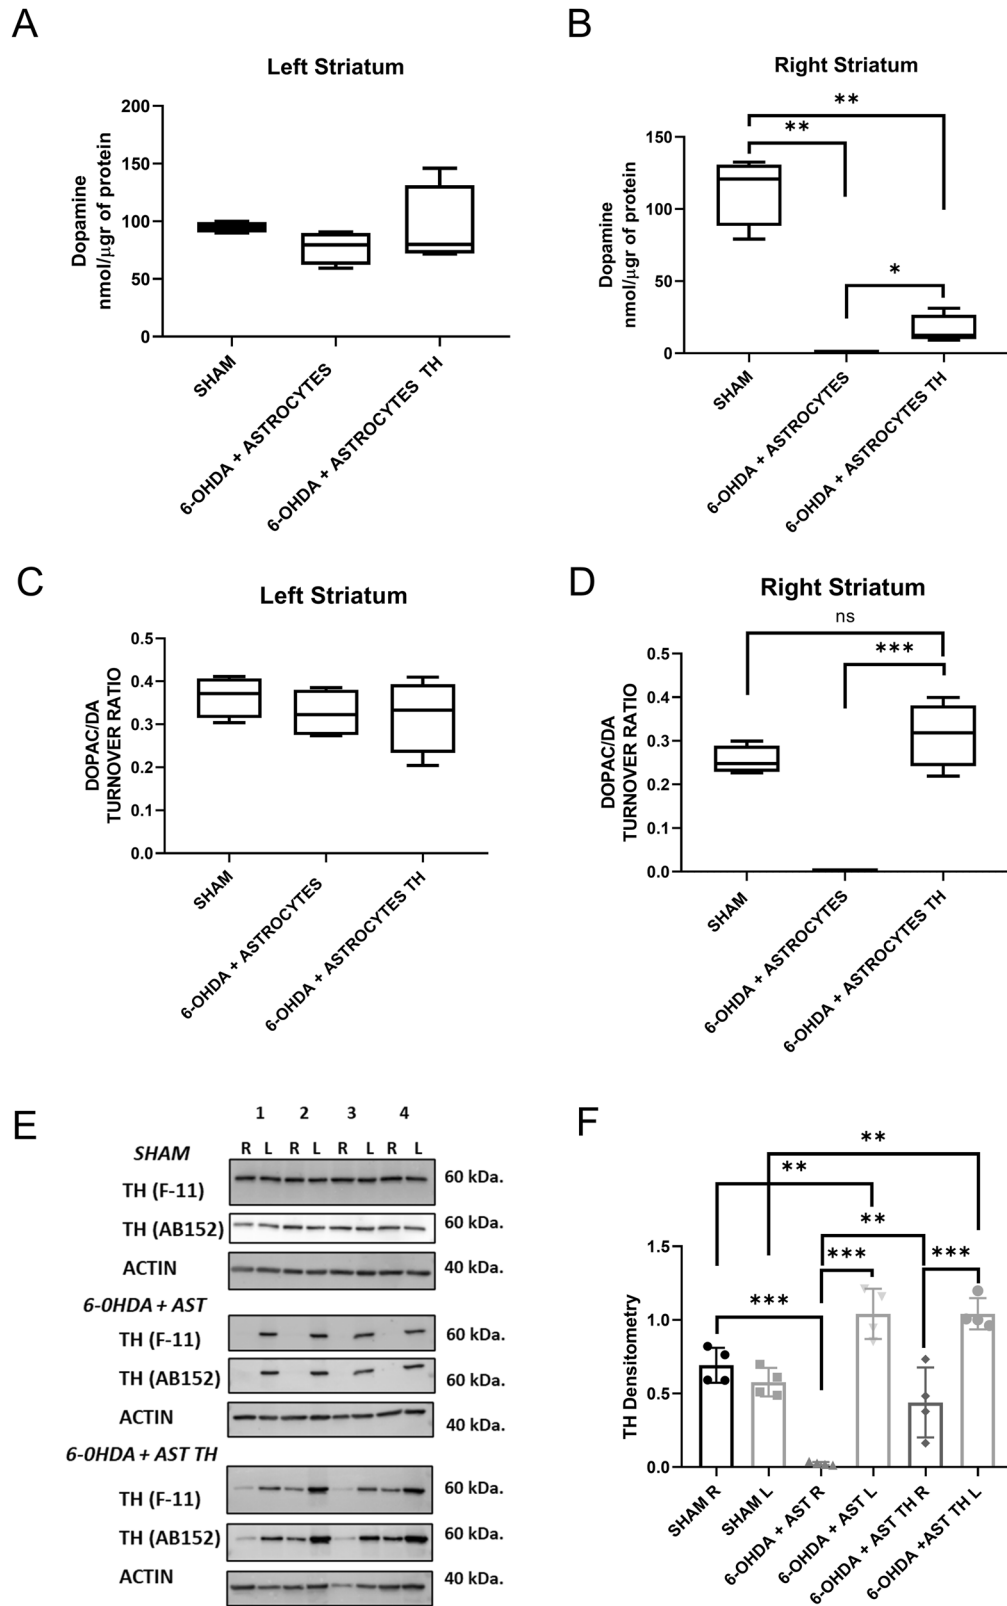 A
Left Striatum
Dopamine
nmol/µgr of protein
200
150
100
50
0
SHAM
6-OHDA + ASTROCYTES
6-OHDA + ASTROCYTES TH
B
Right Striatum
Dopamine
nmol/µgr of protein
**
**
*
150
100
50
0
SHAM
6-OHDA + ASTROCYTES
6-OHDA + ASTROCYTES TH
C
Left Striatum
DOPAC/DA
TURNOVER RATIO
0.5
0.4
0.3
0.2
0.1
0.0
SHAM
6-OHDA + ASTROCYTES
6-OHDA + ASTROCYTES TH
D
Right Striatum
ns
***
DOPAC/DA
TURNOVER RATIO
0.5
0.4
0.3
0.2
0.1
0.0
SHAM
6-OHDA + ASTROCYTES
6-OHDA + ASTROCYTES TH
E
1 2 3 4
SHAM R L R L R L R L
TH (F-11) 60 kDa.
TH (AB152) 60 kDa.
ACTIN 40 kDa.
6-0HDA + AST
TH (F-11) 60 kDa.
TH (AB152) 60 kDa.
ACTIN 40 kDa.
6-0HDA + AST TH
TH (F-11) 60 kDa.
TH (AB152) 60 kDa.
ACTIN 40 kDa.
F
**
**
**
***
***
***
TH Densitometry
1.5
1.0
0.5
0.0
SHAM R
SHAM L
6-OHDA + AST R
6-OHDA + AST L
6-OHDA + AST TH R
6-OHDA +AST TH L